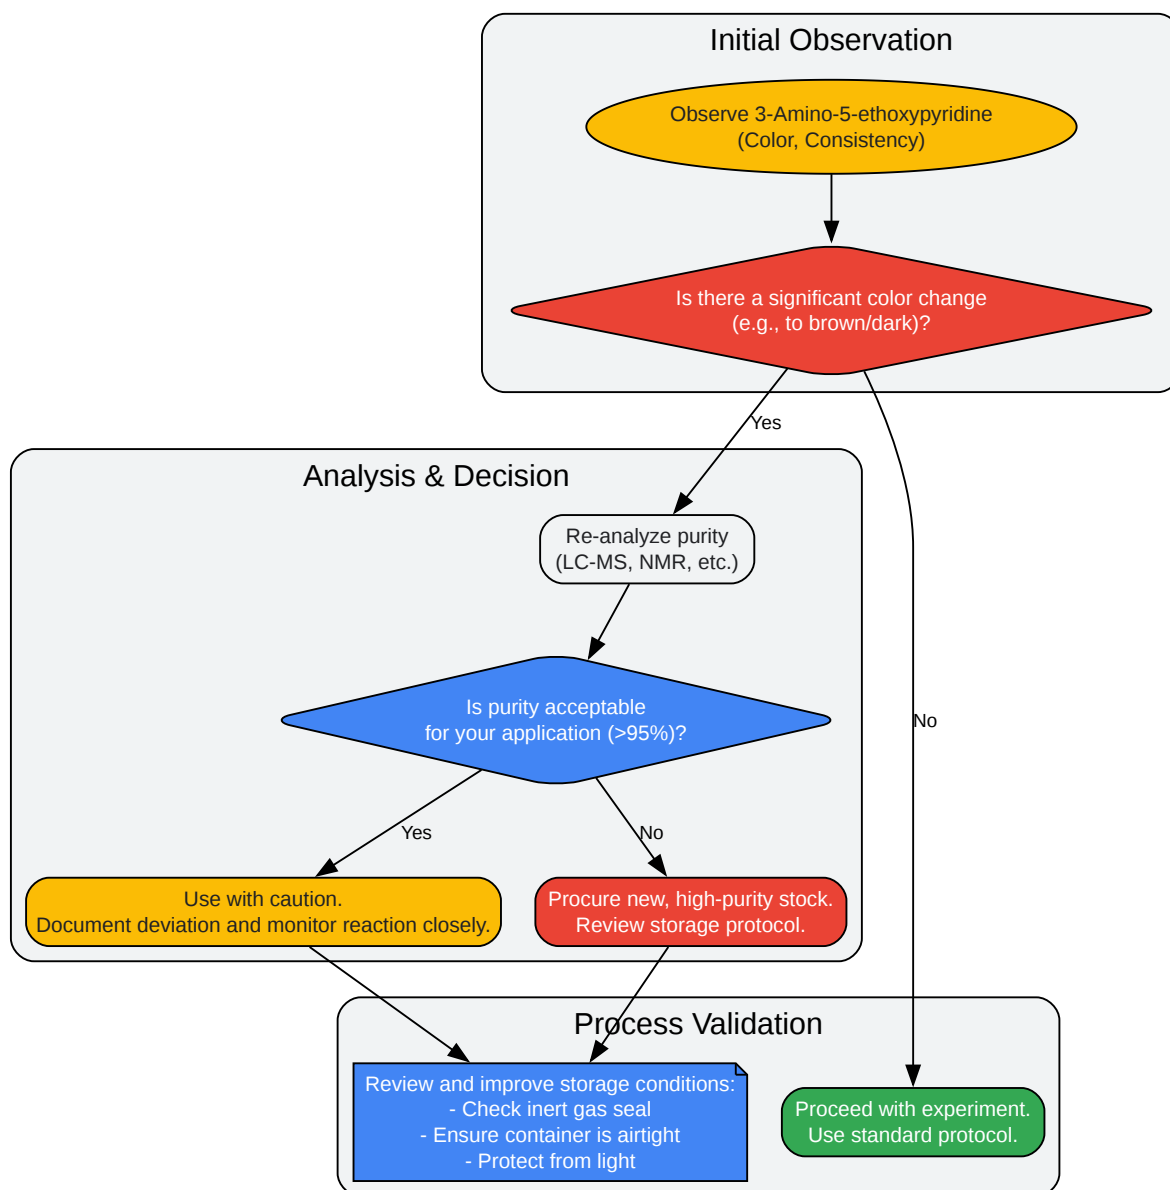 Initial Observation
Observe 3-Amino-5-ethoxypyridine
(Color, Consistency)
Is there a significant color change
(e.g., to brown/dark)?
Yes
No
Analysis & Decision
Re-analyze purity
(LC-MS, NMR, etc.)
Is purity acceptable
for your application (>95%)?
Yes
No
Use with caution.
Document deviation and monitor reaction closely.
Procure new, high-purity stock.
Review storage protocol.
Process Validation
Review and improve storage conditions:
- Check inert gas seal
- Ensure container is airtight
- Protect from light
Proceed with experiment.
Use standard protocol.